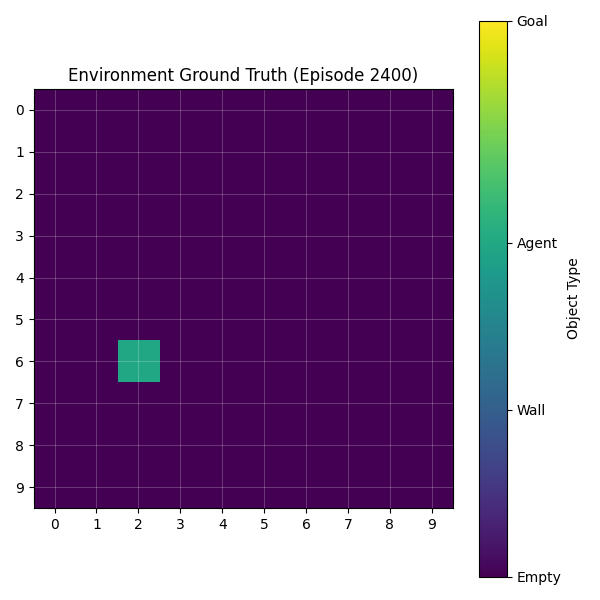 Environment Ground Truth (Episode 2400)
0
1
2
3
4
5
6
7
8
9
0 1 2 3 4 5 6 7 8 9
Goal
Agent
Wall
Empty
Object Type